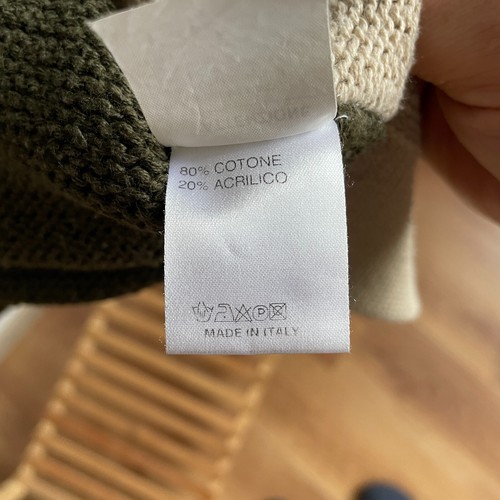 80% COTONE
20% ACRILICO
MADE IN ITALY